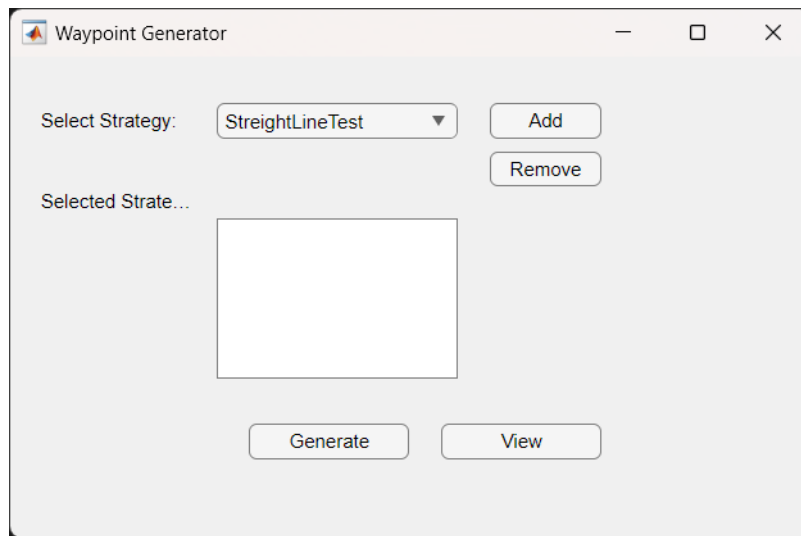 Waypoint Generator
Select Strategy: StreightLineTest Add
Remove
Selected Strate...
Generate View